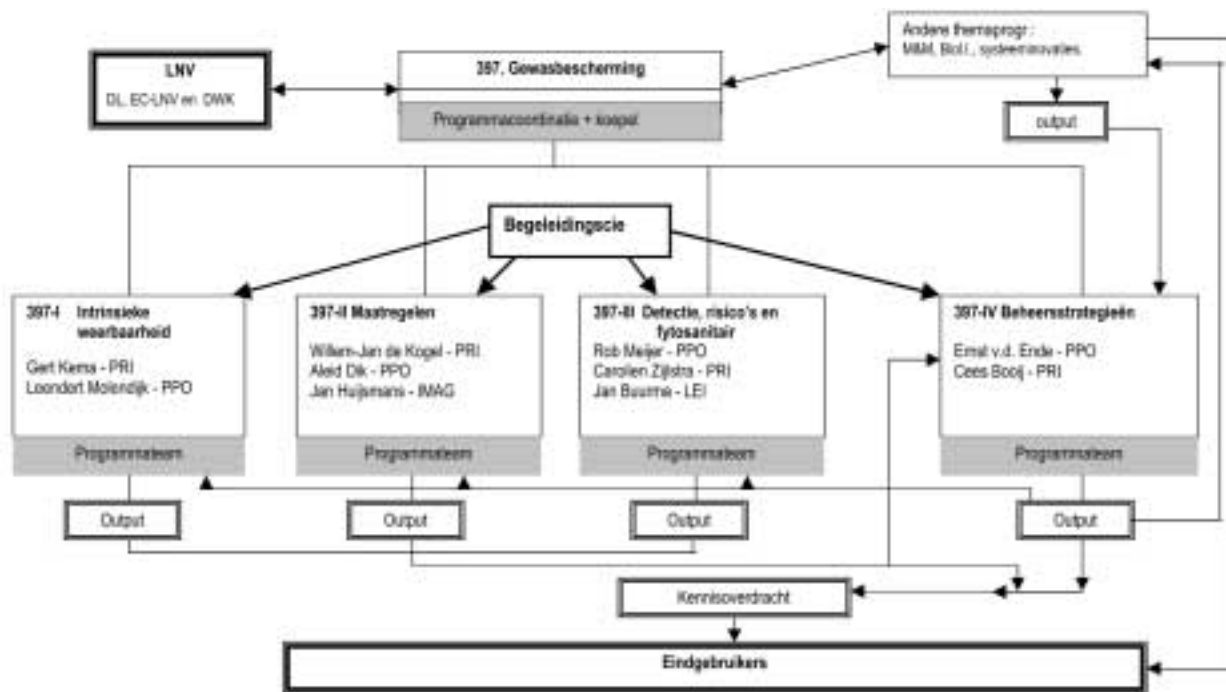 Andere themaprogr.:
M&M, Biol.l., systeeminovaties.
LNV
DL, EC-LNV en DWK
397. Gewasbescherming
Programmacoordinatie + koepel
output
Begeleidingscie
397-I Intrinsieke
weerbaarheid
Gert Kema - PRI
Leendert Molendijk - PPO
Programmateam
397-II Maatregelen
Willem-Jan de Kogel - PRI
Aleid Dik - PPO
Jan Huijsmans - IMAG
Programmateam
397-III Detectie, risico's en
fytosanitair
Rob Meijer - PPO
Carolien Zijlstra - PRI
Jan Buurma - LEI
Programmateam
397-IV Beheersstrategieën
Ernst v.d. Ende - PPO
Cees Booij - PRI
Programmateam
Output
Output
Output
Output
Kennisoverdracht
Eindgebruikers